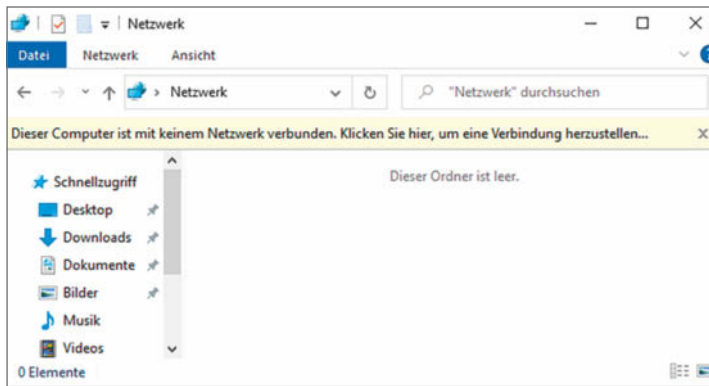 Netzwerk
Datei Netzwerk Ansicht
Netzwerk "Netzwerk" durchsuchen
Dieser Computer ist mit keinem Netzwerk verbunden. Klicken Sie hier, um eine Verbindung herzustellen...
Dieser Ordner ist leer.
Schnellzugriff
Desktop
Downloads
Dokumente
Bilder
Musik
Videos
0 Elemente